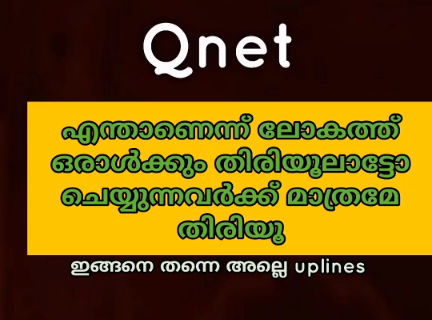 Qnet
എന്താണെന്ന് ലോകത്ത്
ഒരാൾക്കും തിരിയൂലാട്ടോ
ചെയ്യുന്നവർക്ക് മാത്രമേ
തിരിയൂ
ഇങ്ങനെ തന്നെ അല്ലെ uplines